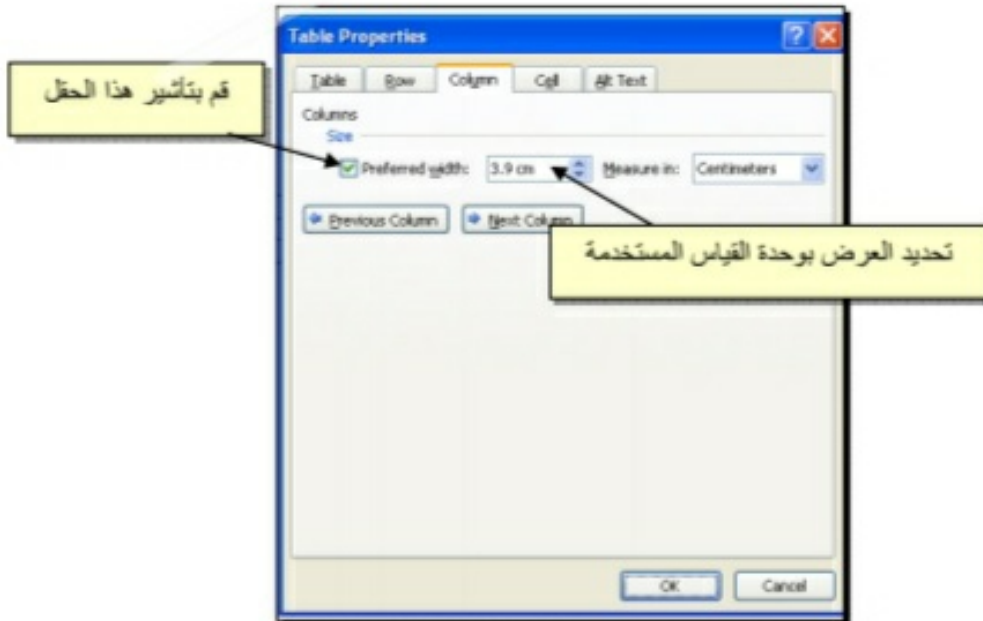 Table Properties
Table Row Column Cell Alt Text
قم بتأشير هذا الحقل
Columns
Size
Preferred width: 3.9 cm Measure in: Centimeters
Previous Column Next Column
تحديد العرض بوحدة القياس المستخدمة
OK Cancel